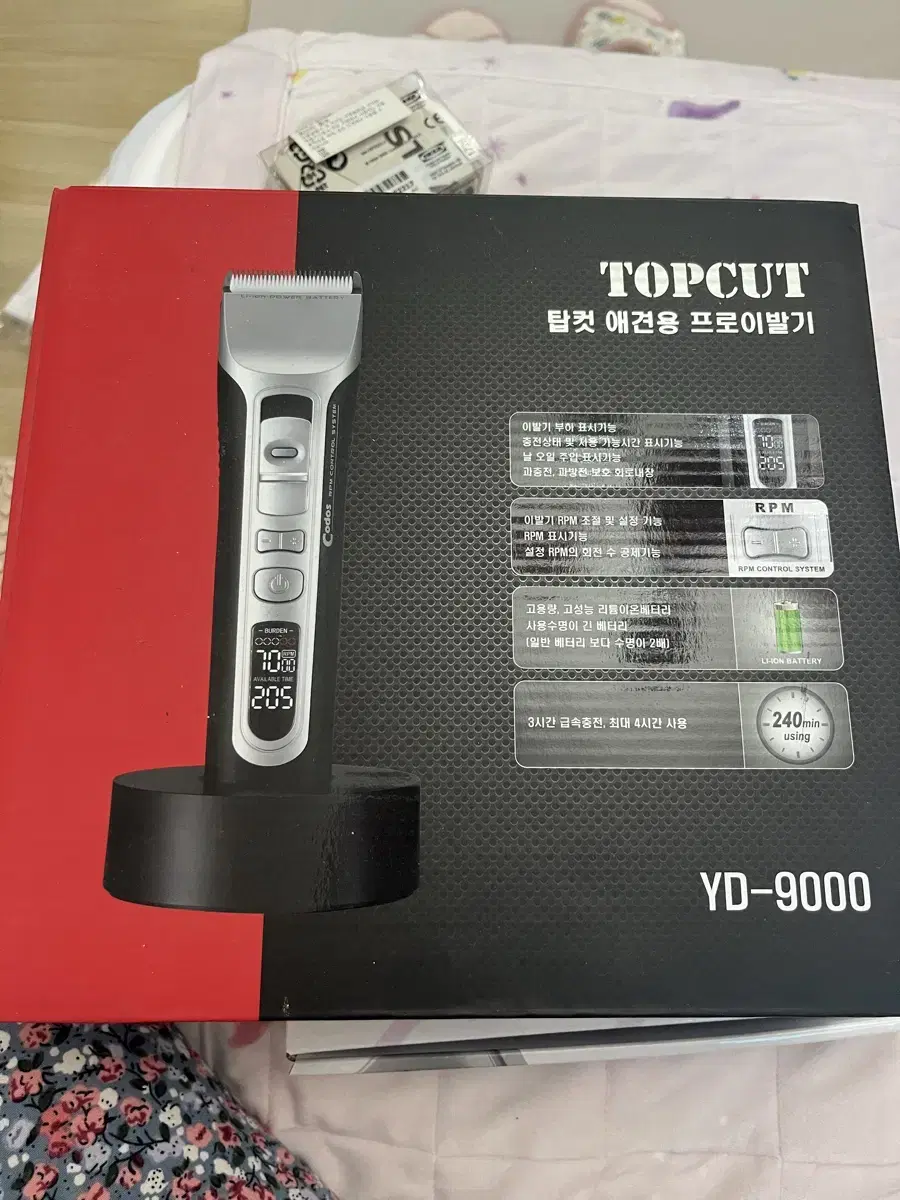 TOPCUT
탑컷 애견용 프로이발기
LI-ION POWER BATTERY
Codos RPM CONTROL SYSTEM
- BURDEN -
70 RPM
00
AVAILABLE TIME
205
이발기 부하 표시기능
충전상태 및 저용 가능시간 표시기능
날 오일 주입 표시기능
과충전, 과방전 보호 회로내장
70
205
이발기 RPM 조절 및 설정 기능
RPM 표시기능
설정 RPM의 회전 수 공제기능
RPM
RPM CONTROL SYSTEM
고용량, 고성능 리튬이온베터리
사용수명이 긴 베터리
(일반 베터리 보다 수명이 2배)
LI-ION BATTERY
3시간 급속충전, 최대 4시간 사용
240min
using
YD-9000